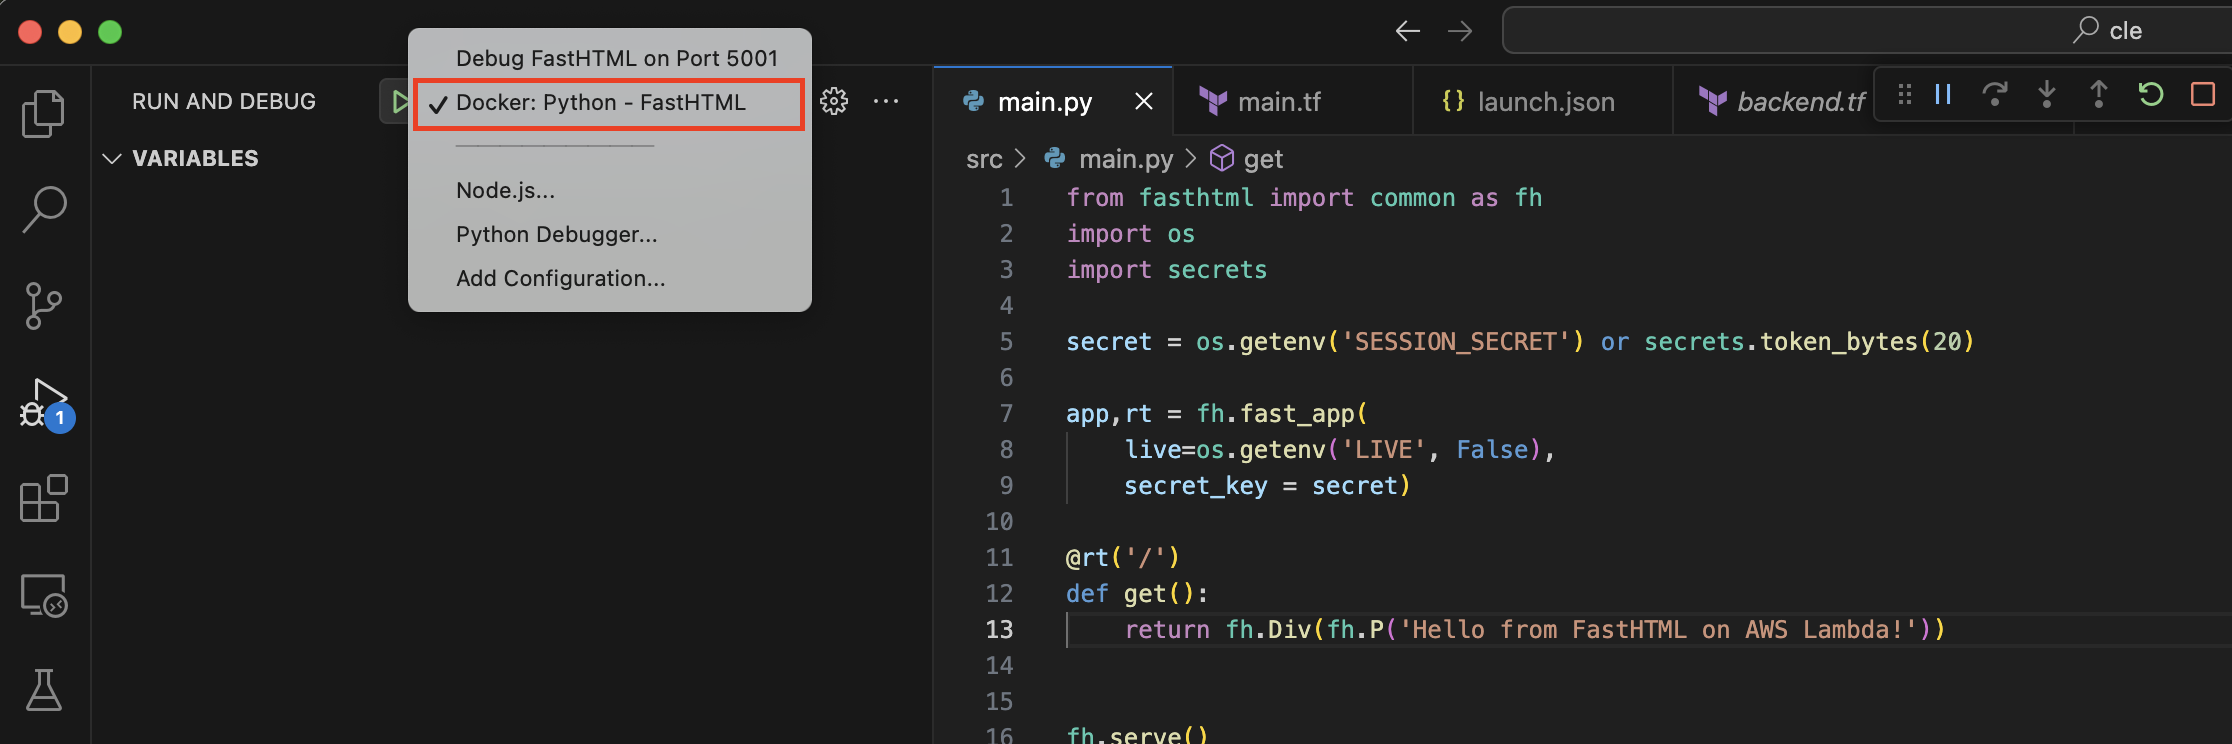 cle
Debug FastHTML on Port 5001
RUN AND DEBUG
Docker: Python - FastHTML
VARIABLES
Node.js...
Python Debugger...
Add Configuration...
1
main.py
main.tf
{} launch.json
backend.tf
src > main.py > get
1 from fasthtml import common as fh
2 import os
3 import secrets
4
5 secret = os.getenv('SESSION_SECRET') or secrets.token_bytes(20)
6
7 app,rt = fh.fast_app(
8 live=os.getenv('LIVE', False),
9 secret_key = secret)
10
11 @rt('/')
12 def get():
13 return fh.Div(fh.P('Hello from FastHTML on AWS Lambda!'))
14
15
16 fh.serve()